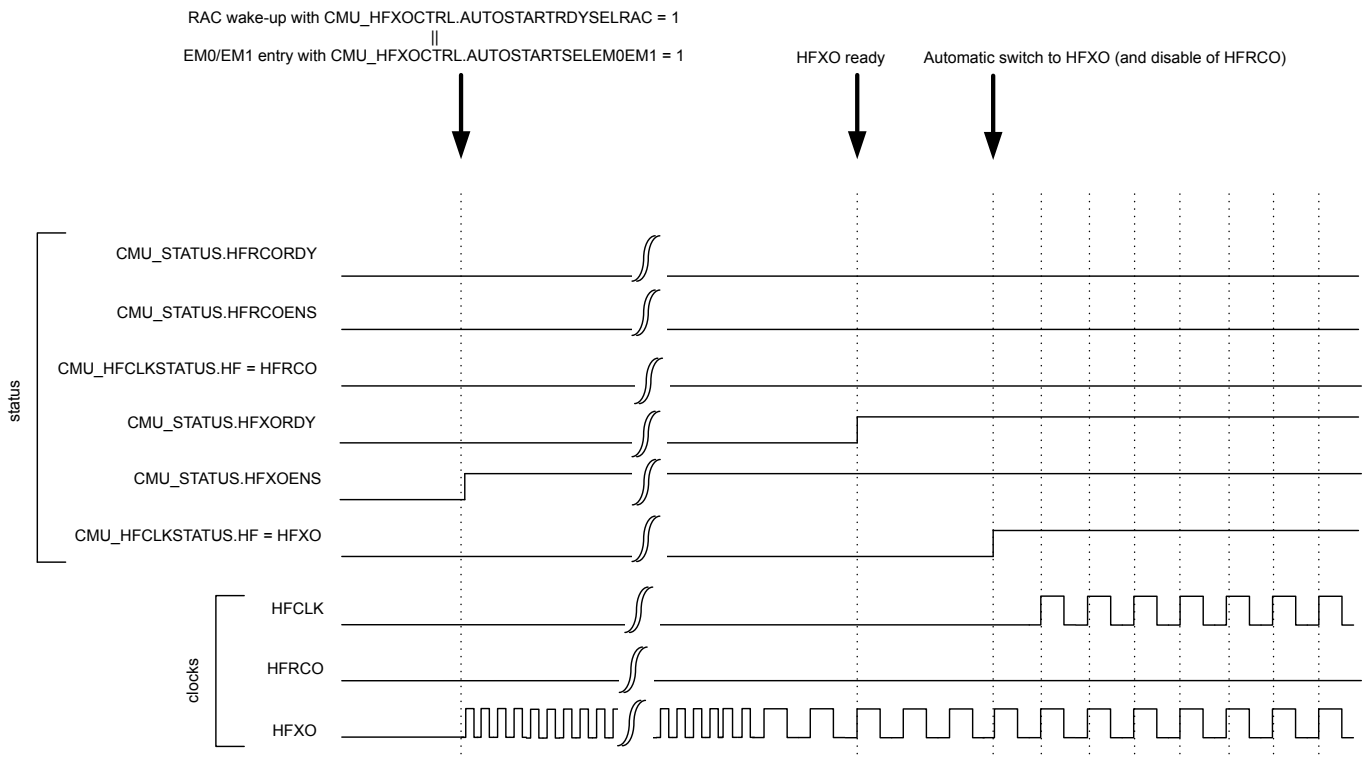 RAC wake-up with CMU_HFXOCTRL.AUTOSTARTRDYSELRAC = 1
||
EM0/EM1 entry with CMU_HFXOCTRL.AUTOSTARTSELEM0EM1 = 1
HFXO ready
Automatic switch to HFXO (and disable of HFRCO)
status
CMU_STATUS.HFRCORDY
CMU_STATUS.HFRCOENS
CMU_HFCLKSTATUS.HF = HFRCO
CMU_STATUS.HFXORDY
CMU_STATUS.HFXOENS
CMU_HFCLKSTATUS.HF = HFXO
clocks
HFCLK
HFRCO
HFXO